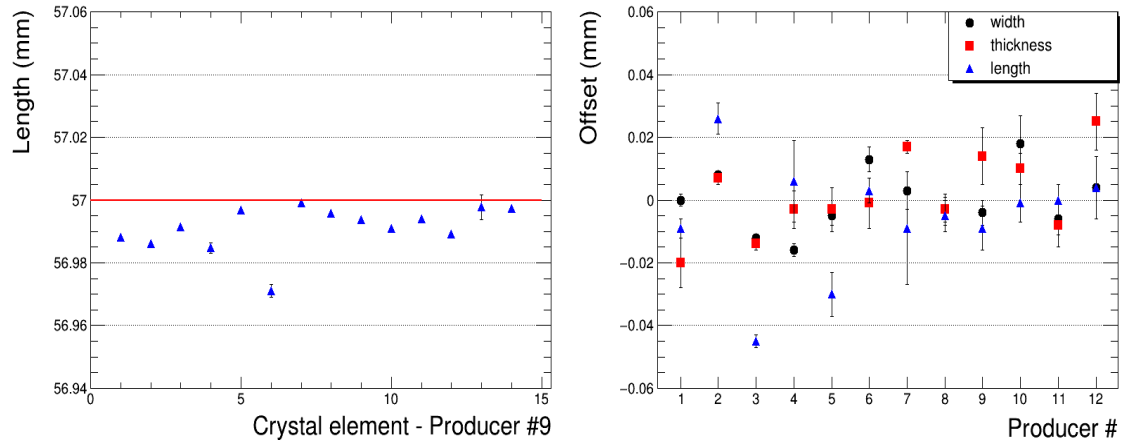 Length (mm)
57.06
57.04
57.02
57
56.98
56.96
56.94
0 5 10 15
Crystal element - Producer #9
Offset (mm)
0.06
0.04
0.02
0
−0.02
−0.04
−0.06
1 2 3 4 5 6 7 8 9 10 11 12
Producer #
width
thickness
length